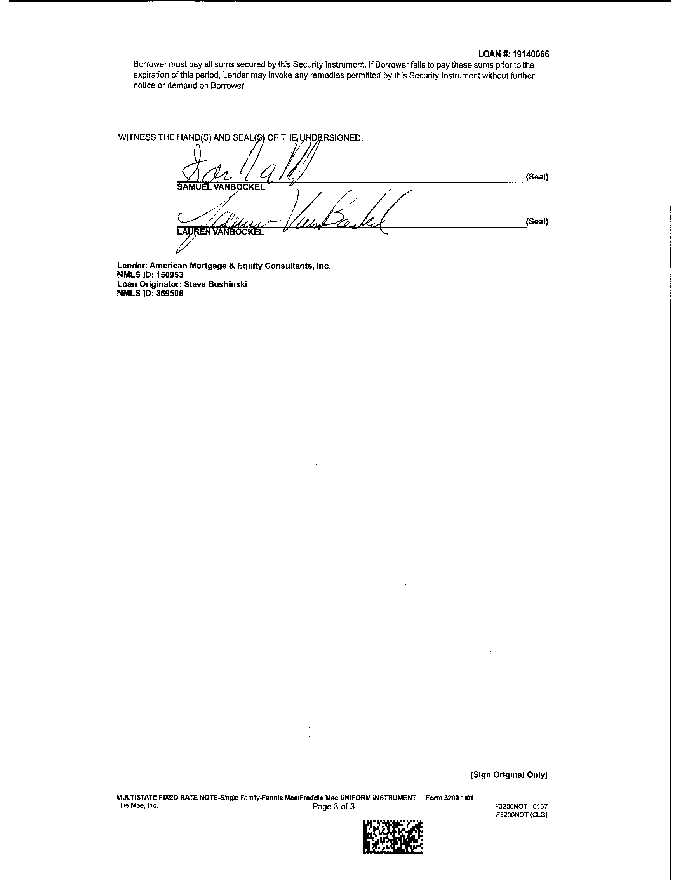 LOAN #: 19140066
Borrower must pay all sums secured by this Security Instrument. If Borrower fails to pay these sums prior to the
expiration of this period, Lender may invoke any remedies permitted by this Security Instrument without further
notice or demand on Borrower.
WITNESS THE HAND(S) AND SEAL(S) OF THE UNDERSIGNED.
(Seal)
SAMUEL VANBOCKEL
Lauren VanBockel
(Seal)
LAUREN VANBOCKEL
Lender: American Mortgage & Equity Consultants, Inc.
NMLS ID: 150953
Loan Originator: Steve Bushinski
NMLS ID: 369508
[Sign Original Only]
MULTISTATE FIXED RATE NOTE-Single Family-Fannie Mae/Freddie Mac UNIFORM INSTRUMENT Form 3200 1/01
Ellie Mae, Inc.
Page 3 of 3
F3200NOT 0107
F3200NOT (CLS)